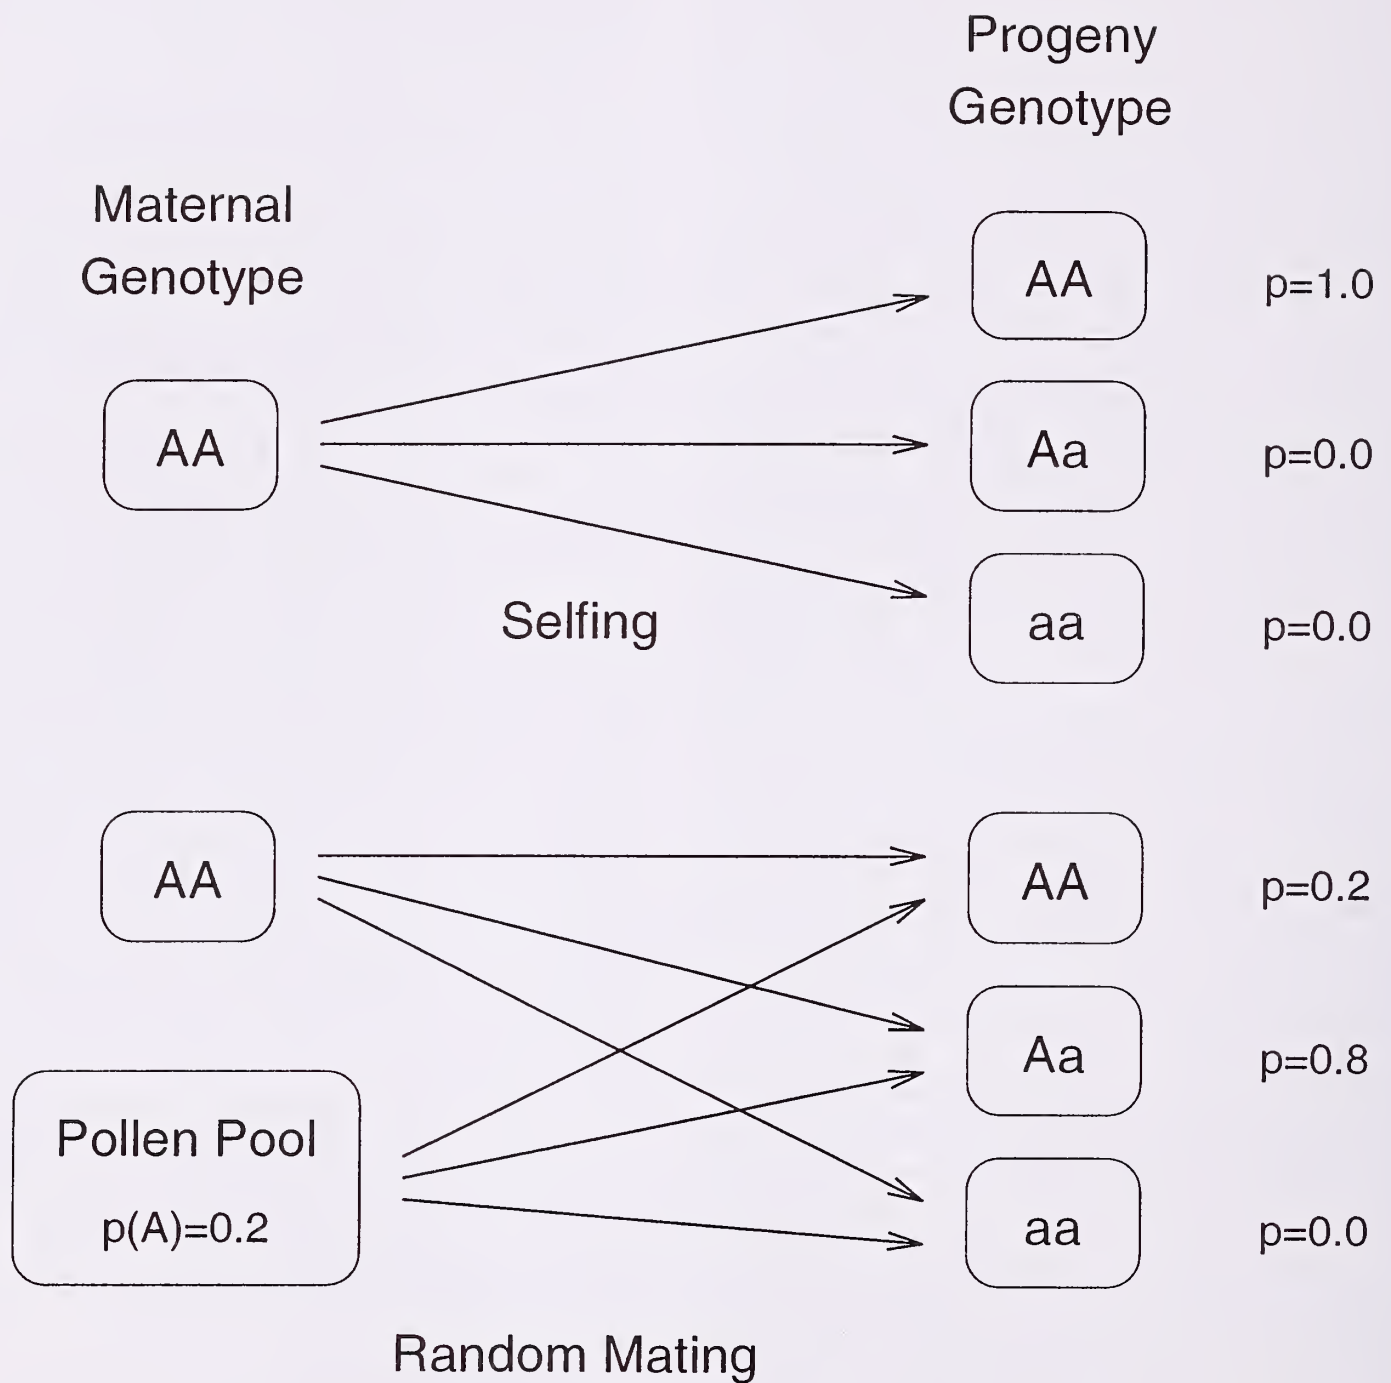 Progeny
Genotype
Maternal
Genotype
AA
p=1.0
AA
Aa
p=0.0
Selfing
aa
p=0.0
AA
AA
p=0.2
Aa
p=0.8
Pollen Pool
p(A)=0.2
aa
p=0.0
Random Mating